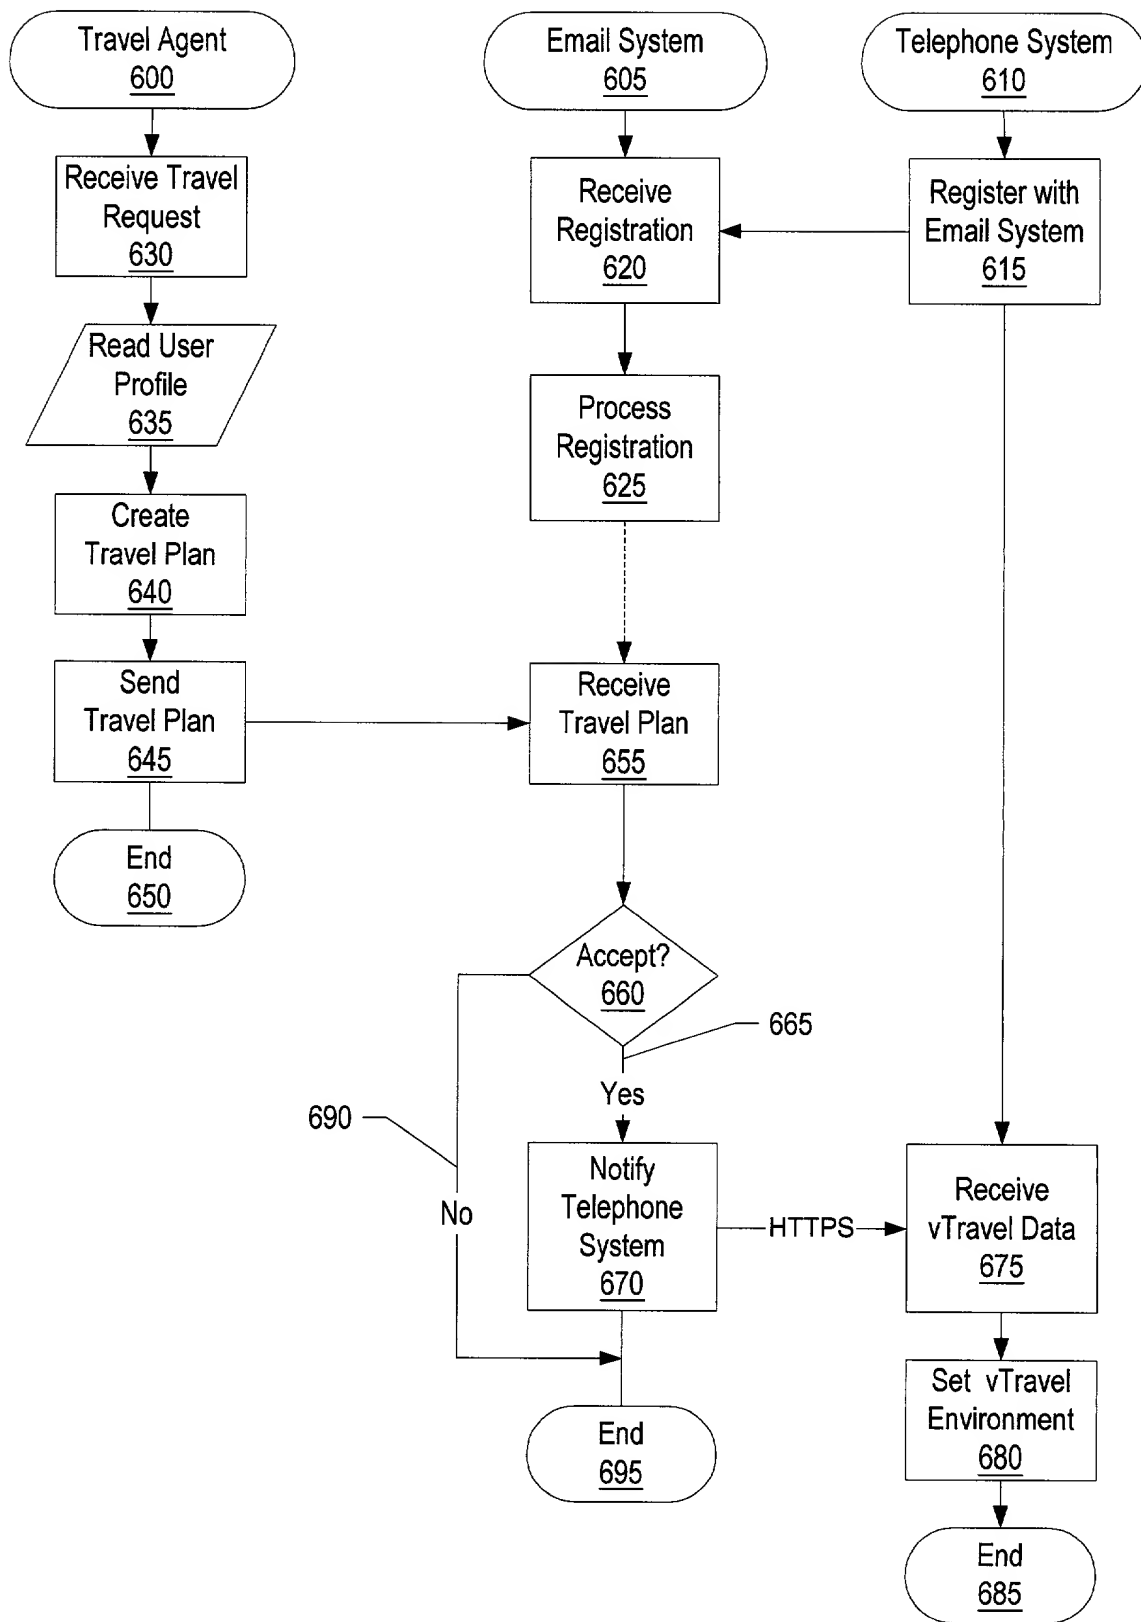 Travel Agent
600
Email System
605
Telephone System
610
Receive Travel
Request
630
Receive
Registration
620
Register with
Email System
615
Read User
Profile
635
Process
Registration
625
Create
Travel Plan
640
Send
Travel Plan
645
Receive
Travel Plan
655
End
650
Accept?
660
665
Yes
690
No
Notify
Telephone
System
670
HTTPS
Receive
vTravel Data
675
Set vTravel
Environment
680
End
695
End
685